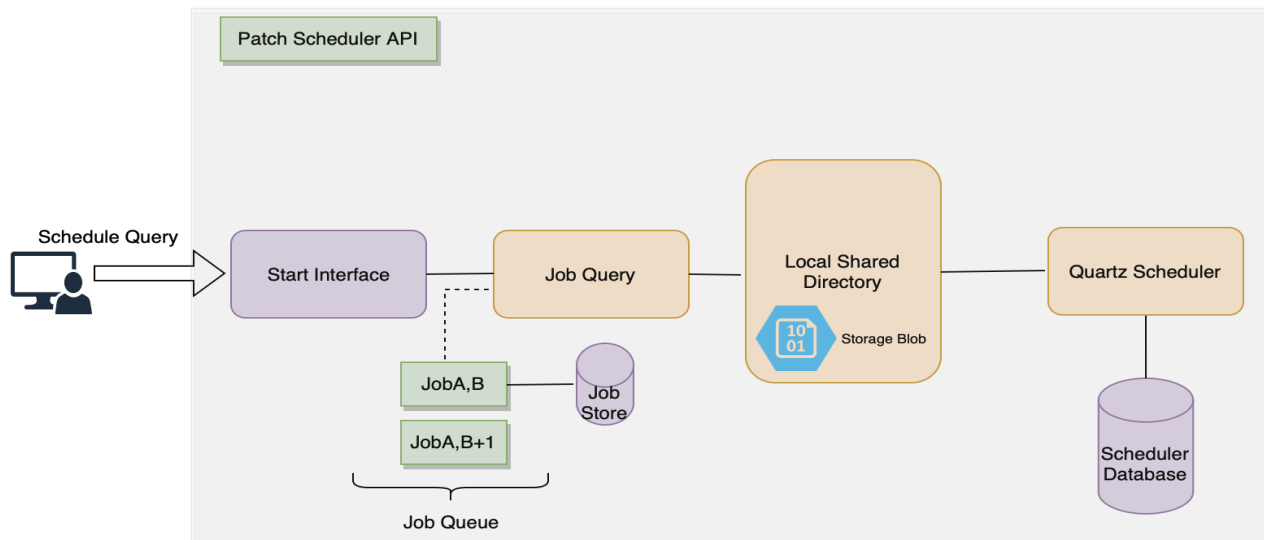 Patch Scheduler API
Schedule Query
Start Interface
Job Query
Local Shared
Directory
10
01
Storage Blob
Quartz Scheduler
JobA,B
Job
Store
JobA,B+1
Job Queue
Scheduler
Database